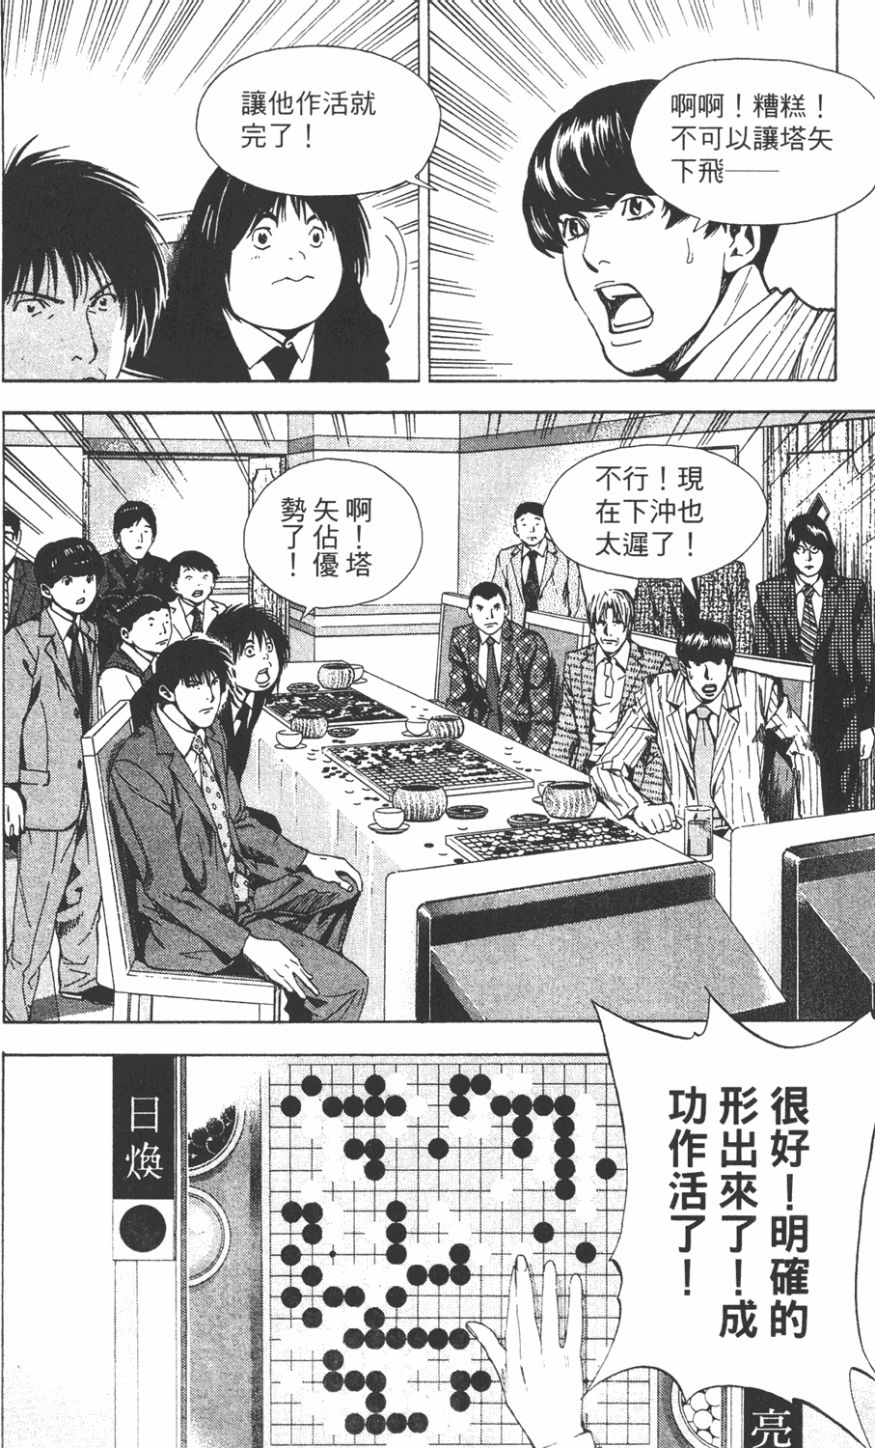 啊啊！糟糕！
不可以讓塔矢
下飛——
讓他作活就
完了！
不行！現
在下沖也
太遲了！
啊！塔
矢佔優
勢了！
很好！明確的
形出來了！成
功作活了！
日煥
亮